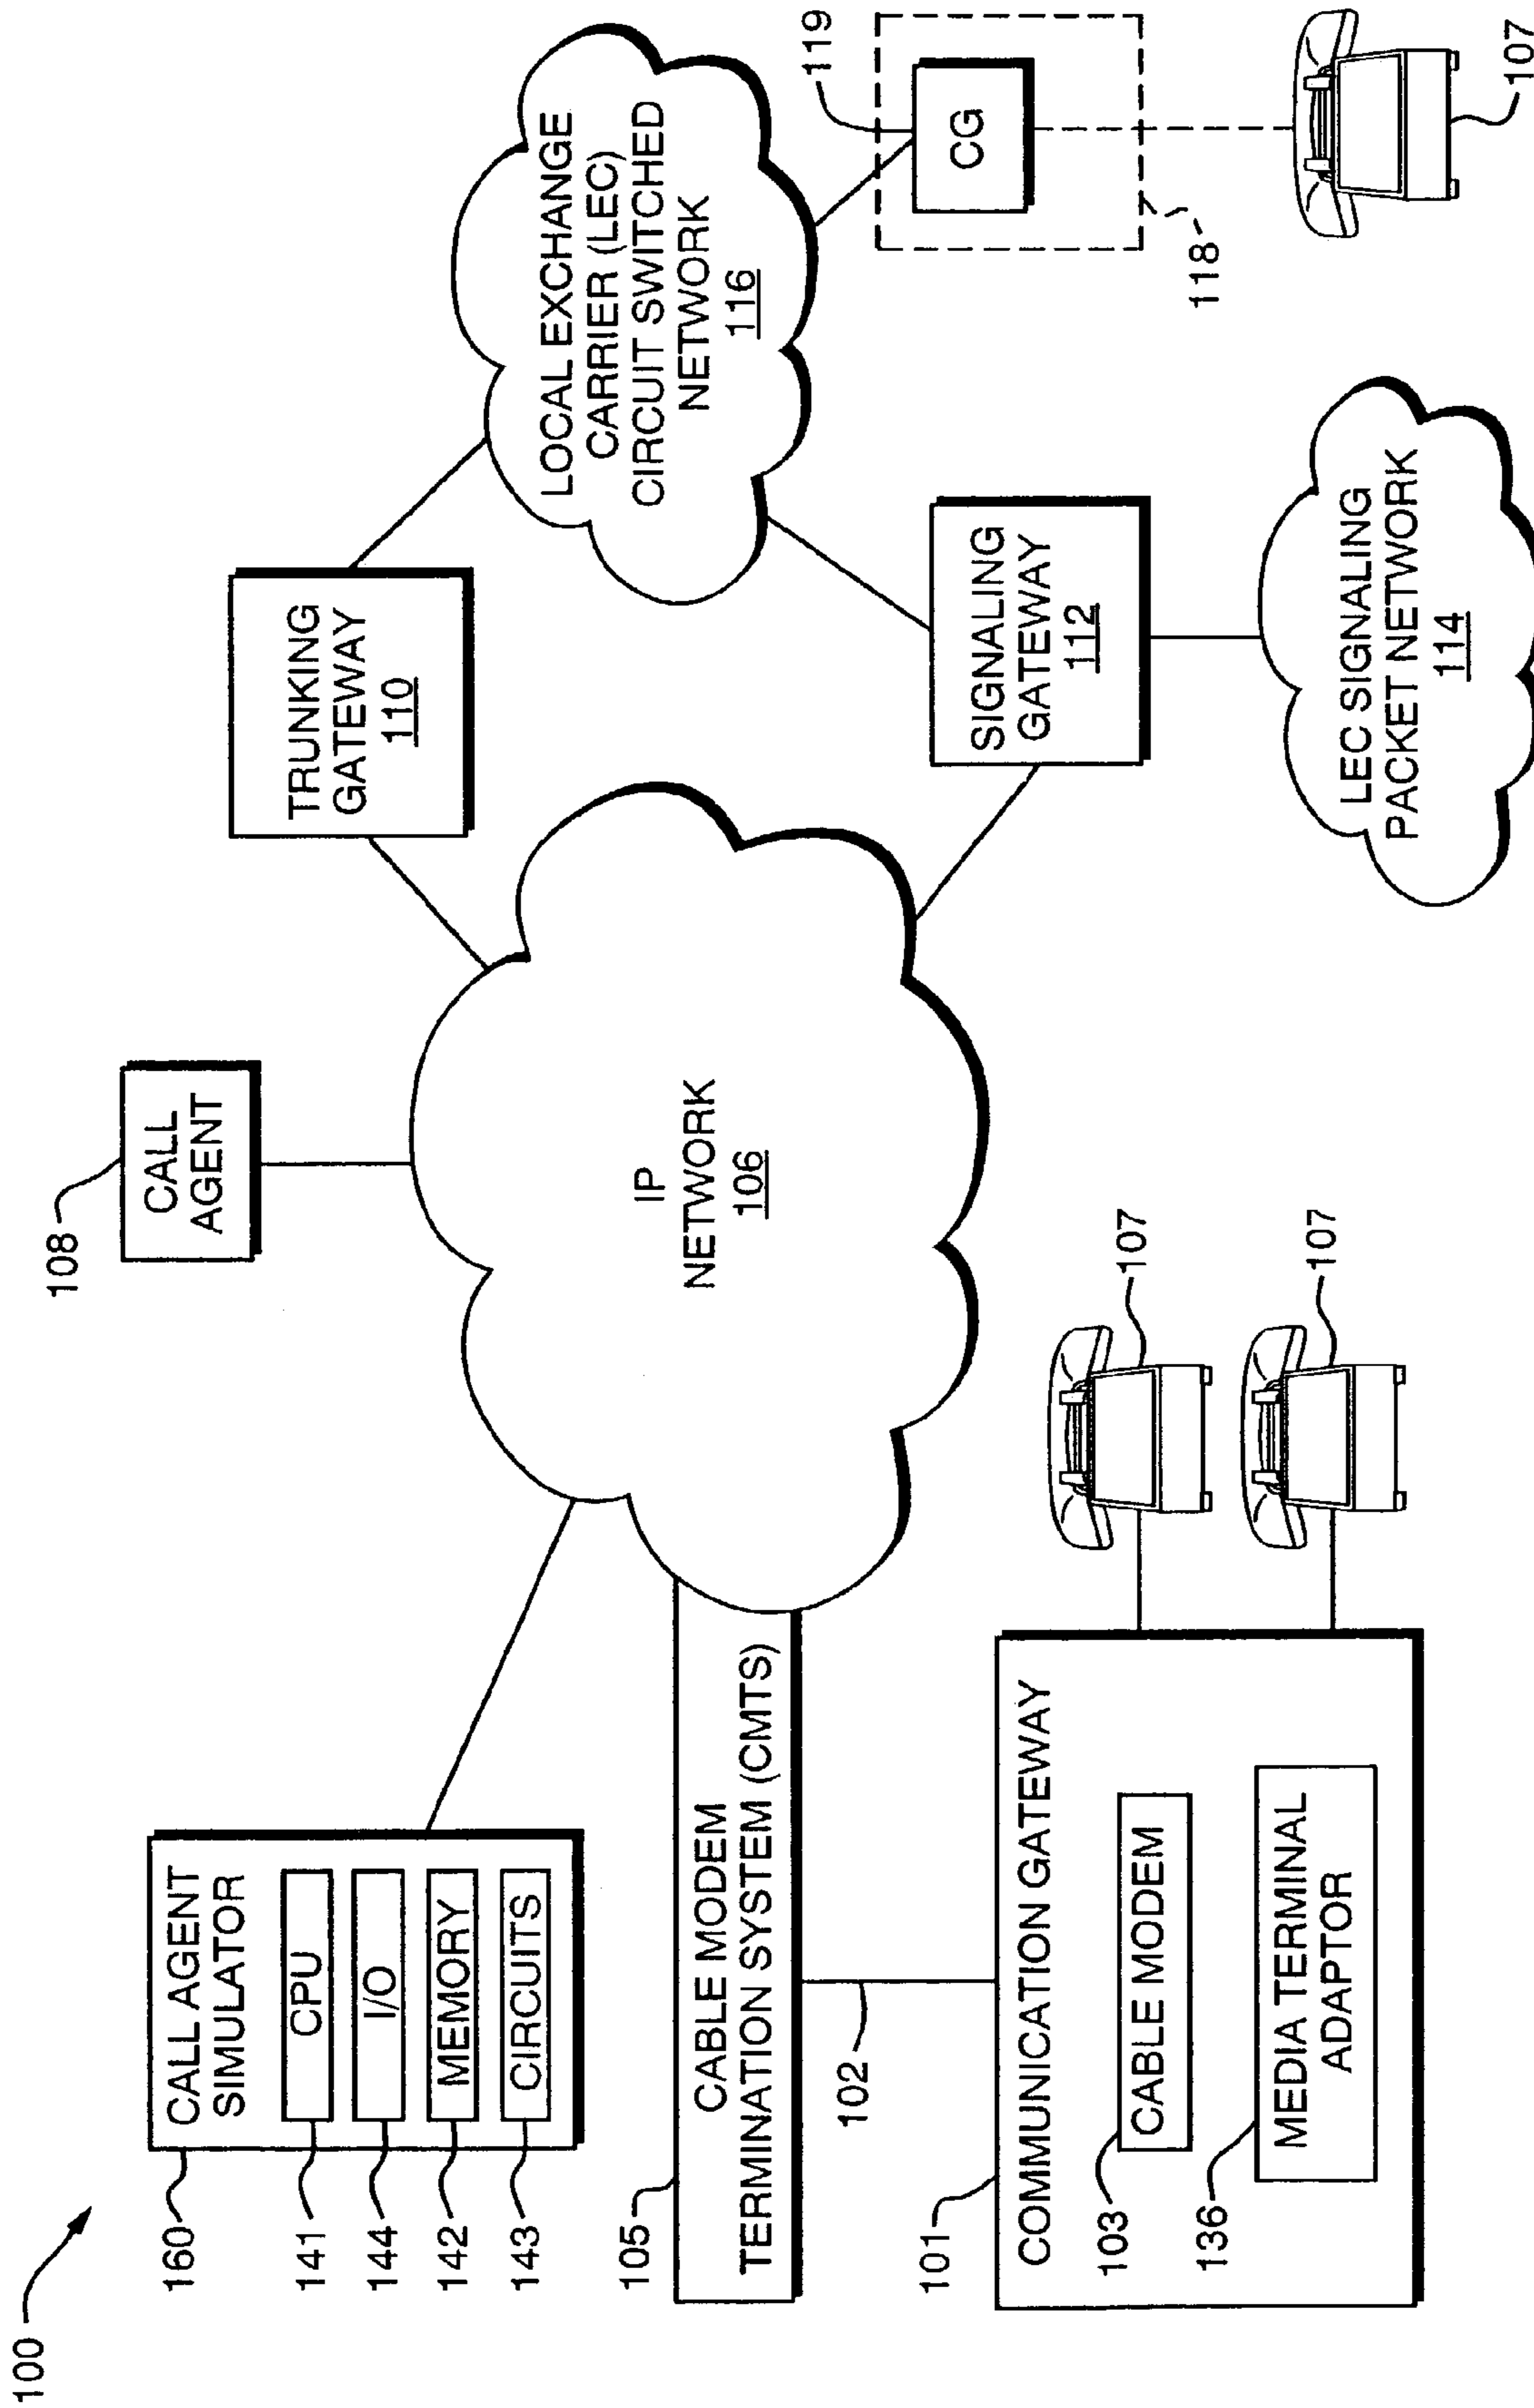 100
160
CALL AGENT
SIMULATOR
141
CPU
144
I/O
142
MEMORY
143
CIRCUITS
108
CALL
AGENT
TRUNKING
GATEWAY
110
LOCAL EXCHANGE
CARRIER (LEC)
CIRCUIT SWITCHED
NETWORK
116
IP
NETWORK
106
105
CABLE MODEM
TERMINATION SYSTEM (CMTS)
102
101
COMMUNICATION GATEWAY
103
CABLE MODEM
136
MEDIA TERMINAL
ADAPTOR
107
107
SIGNALING
GATEWAY
112
LEC SIGNALING
PACKET NETWORK
114
119
CG
118
107